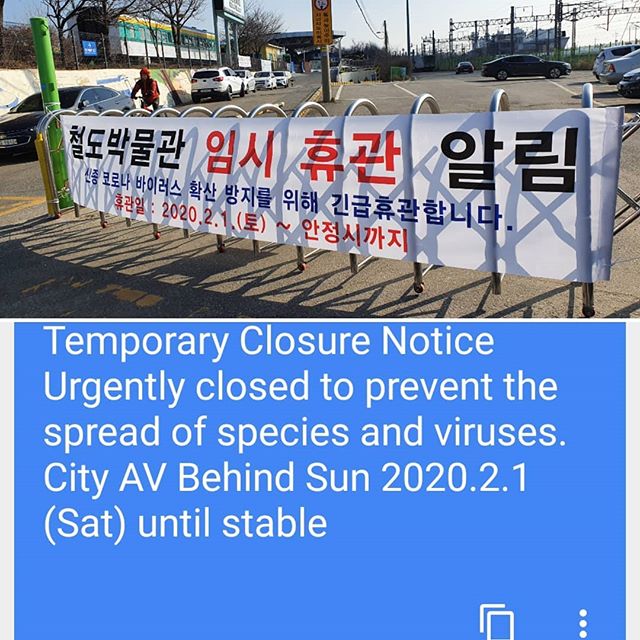 철도박물관 임시 휴관 알림
신종 코로나 바이러스 확산 방지를 위해 긴급휴관합니다.
휴관일 : 2020.2.1.(토) ~ 안정시까지
Temporary Closure Notice
Urgently closed to prevent the
spread of species and viruses.
City AV Behind Sun 2020.2.1
(Sat) until stable